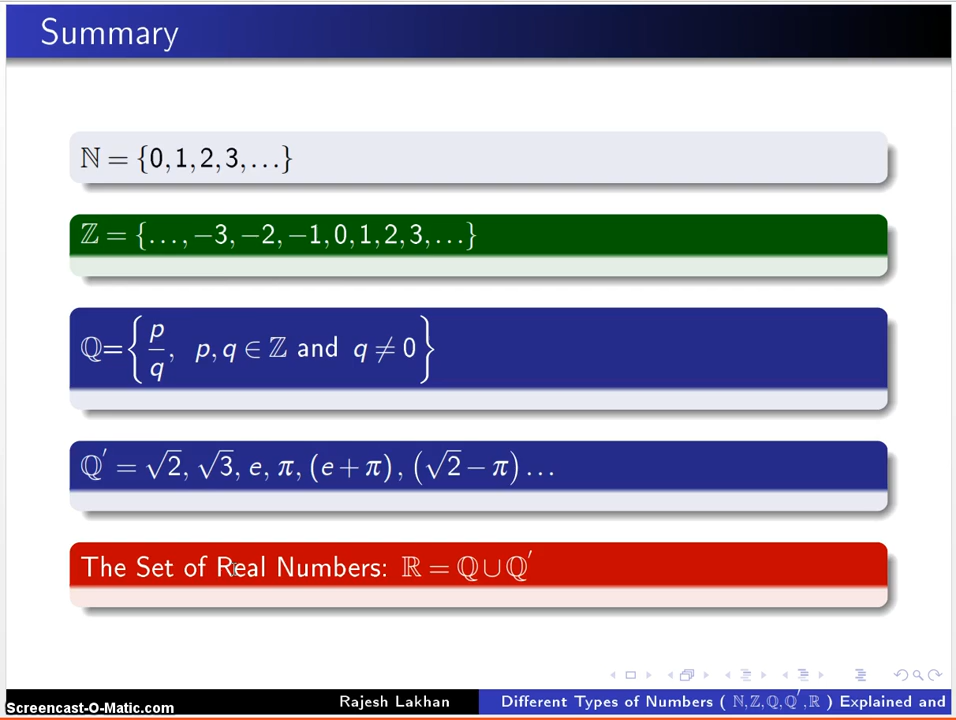 Summary
ℕ = {0, 1, 2, 3, ...}
ℤ = {..., −3, −2, −1, 0, 1, 2, 3, ...}
ℚ= { p/q, p, q ∈ ℤ and q ≠ 0 }
ℚ′ = √2, √3, e, π, (e + π), (√2 − π) ...
The Set of Real Numbers: ℝ = ℚ ∪ ℚ′
Rajesh Lakhan Different Types of Numbers ( ℕ,ℤ,ℚ,ℚ′,ℝ ) Explained and
Screencast-O-Matic.com